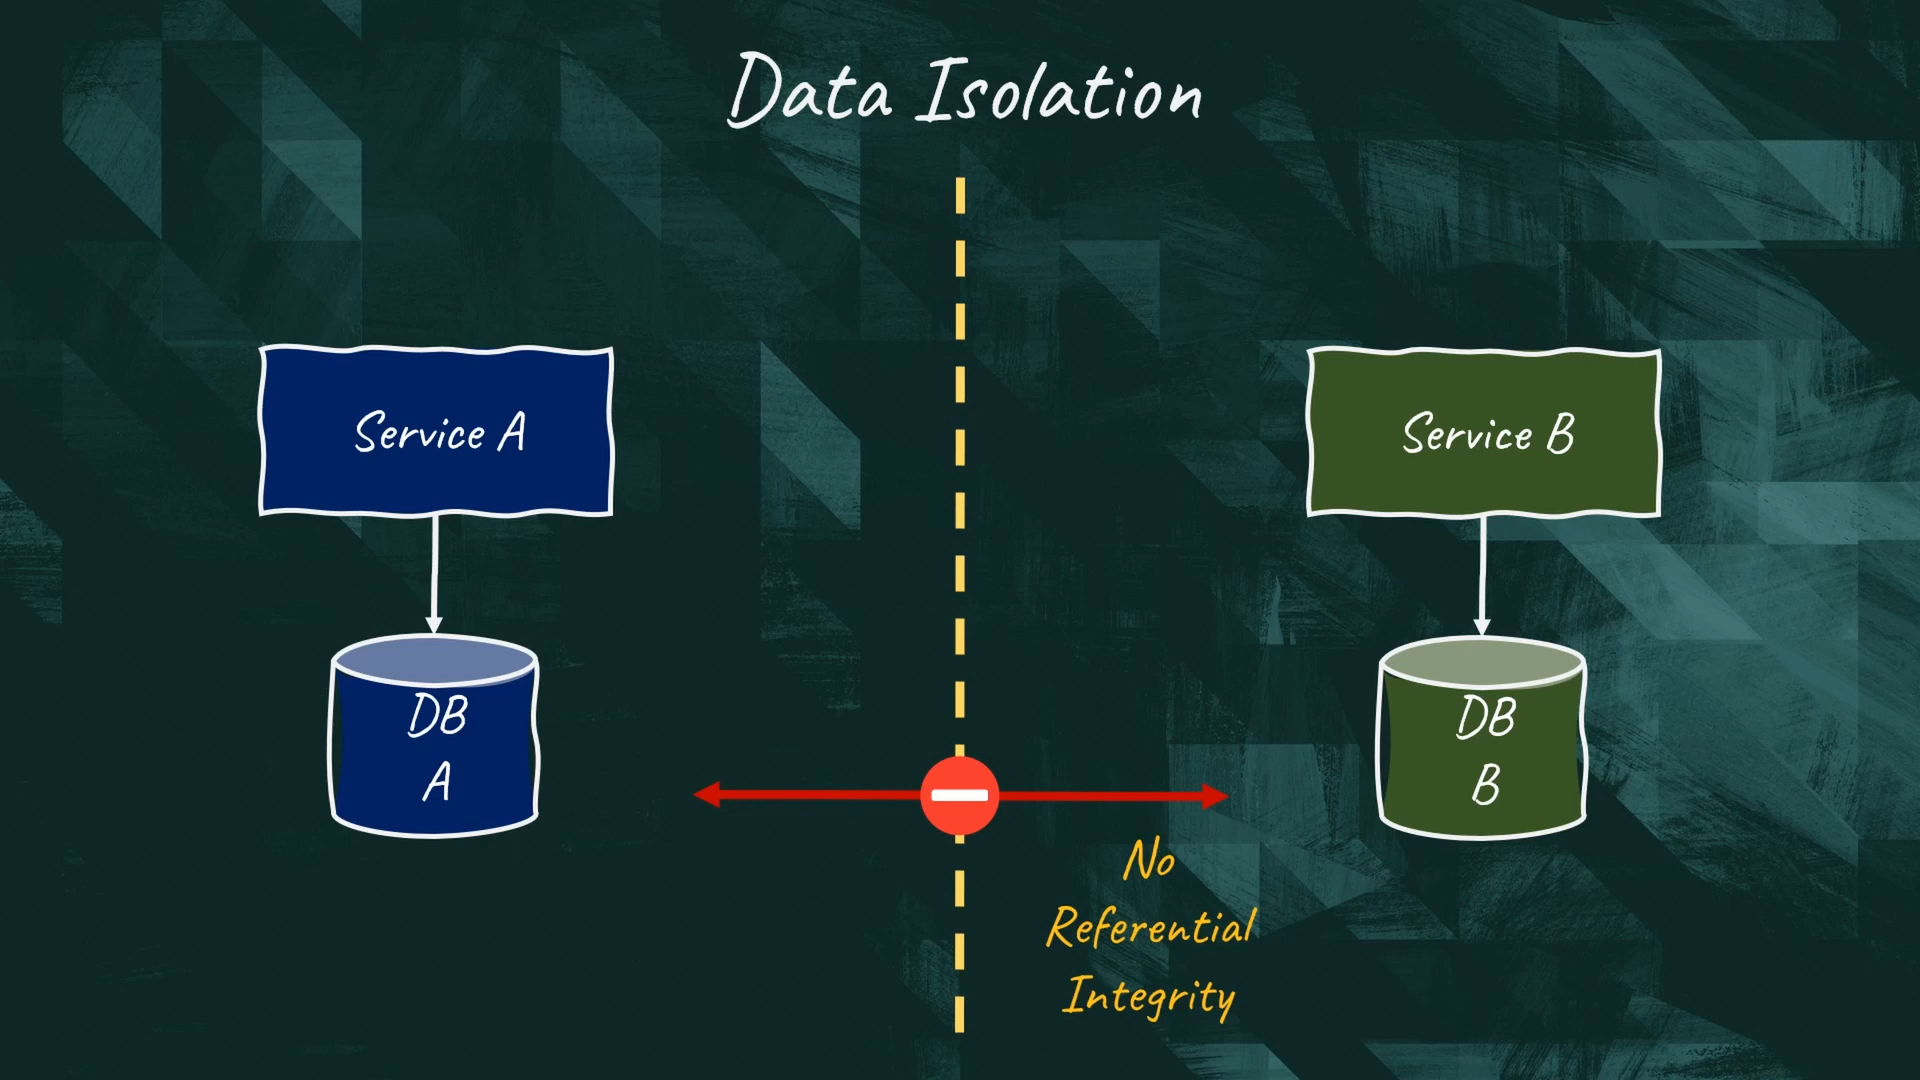 Data Isolation
Service A
Service B
DB
A
DB
B
No
Referential
Integrity